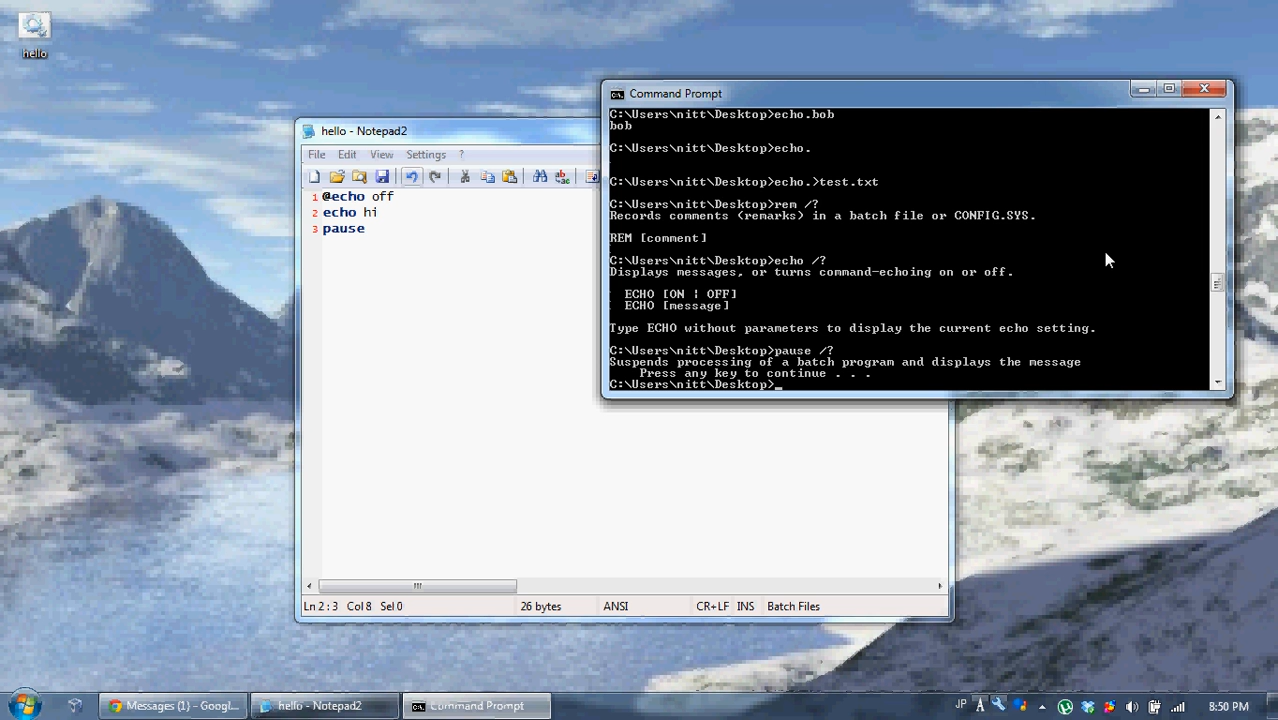 hello
Command Prompt
C:\Users\nitt\Desktop>echo.bob
bob
C:\Users\nitt\Desktop>echo.
C:\Users\nitt\Desktop>echo.>test.txt
C:\Users\nitt\Desktop>rem /?
Records comments (remarks) in a batch file or CONFIG.SYS.
REM [comment]
C:\Users\nitt\Desktop>echo /?
Displays messages, or turns command-echoing on or off.
ECHO [ON | OFF]
ECHO [message]
Type ECHO without parameters to display the current echo setting.
C:\Users\nitt\Desktop>pause /?
Suspends processing of a batch program and displays the message
Press any key to continue . . .
C:\Users\nitt\Desktop>_
hello - Notepad2
File Edit View Settings ?
1 @echo off
2 echo hi
3 pause
Ln 2 : 3 Col 8 Sel 0 26 bytes ANSI CR+LF INS Batch Files
Messages (1) - Googl... hello - Notepad2 Command Prompt JP A 8:50 PM